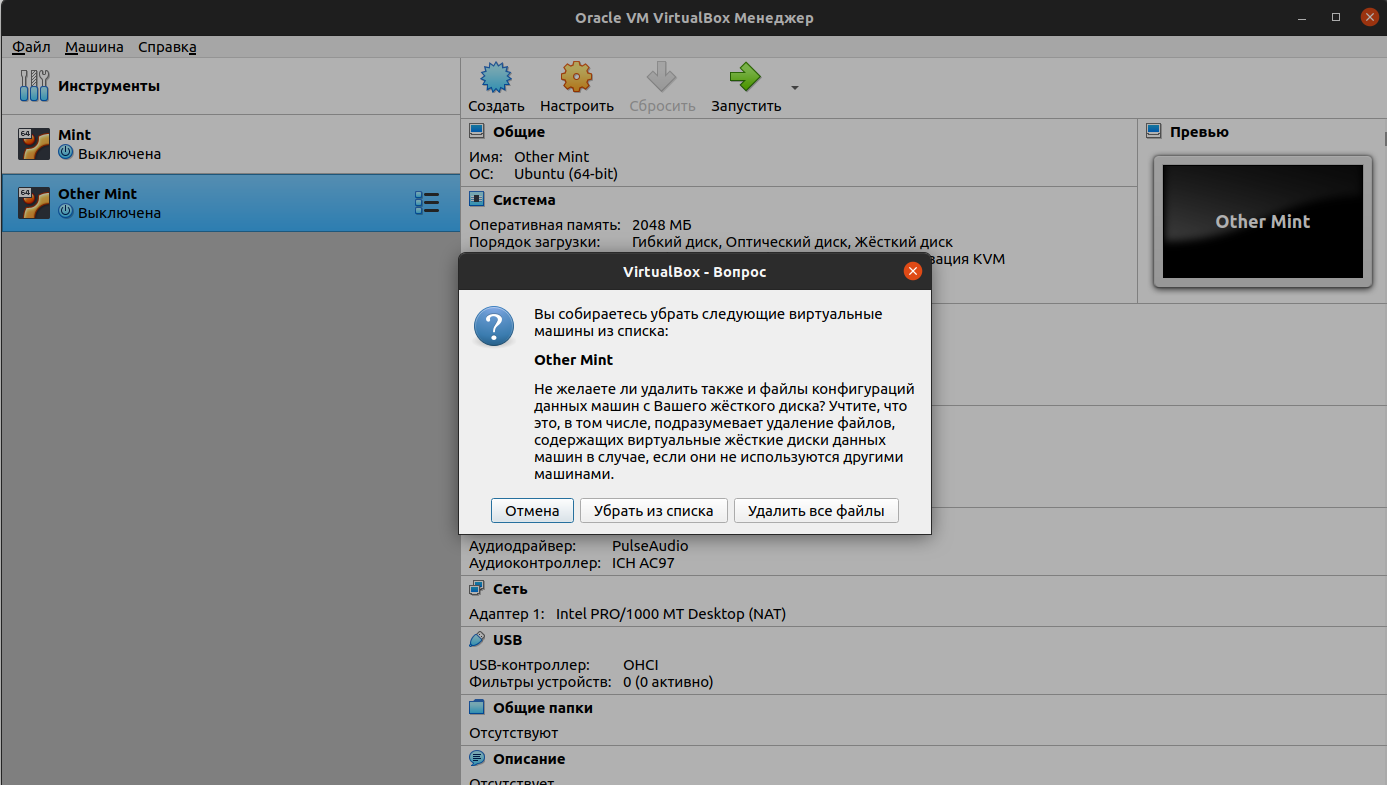 Oracle VM VirtualBox Менеджер
Файл Машина Справка
Инструменты
64
Mint
Выключена
64
Other Mint
Выключена
Создать Настроить Сбросить Запустить
Общие
Имя: Other Mint
ОС: Ubuntu (64-bit)
Система
Оперативная память: 2048 МБ
Порядок загрузки: Гибкий диск, Оптический диск, Жёсткий диск
зация KVM
Превью
Other Mint
VirtualBox - Вопрос
Вы собираетесь убрать следующие виртуальные
машины из списка:
Other Mint
Не желаете ли удалить также и файлы конфигураций
данных машин с Вашего жёсткого диска? Учтите, что
это, в том числе, подразумевает удаление файлов,
содержащих виртуальные жёсткие диски данных
машин в случае, если они не используются другими
машинами.
Отмена Убрать из списка Удалить все файлы
Аудиодрайвер: PulseAudio
Аудиоконтроллер: ICH AC97
Сеть
Адаптер 1: Intel PRO/1000 MT Desktop (NAT)
USB
USB-контроллер: OHCI
Фильтры устройств: 0 (0 активно)
Общие папки
Отсутствуют
Описание
Отсутствует